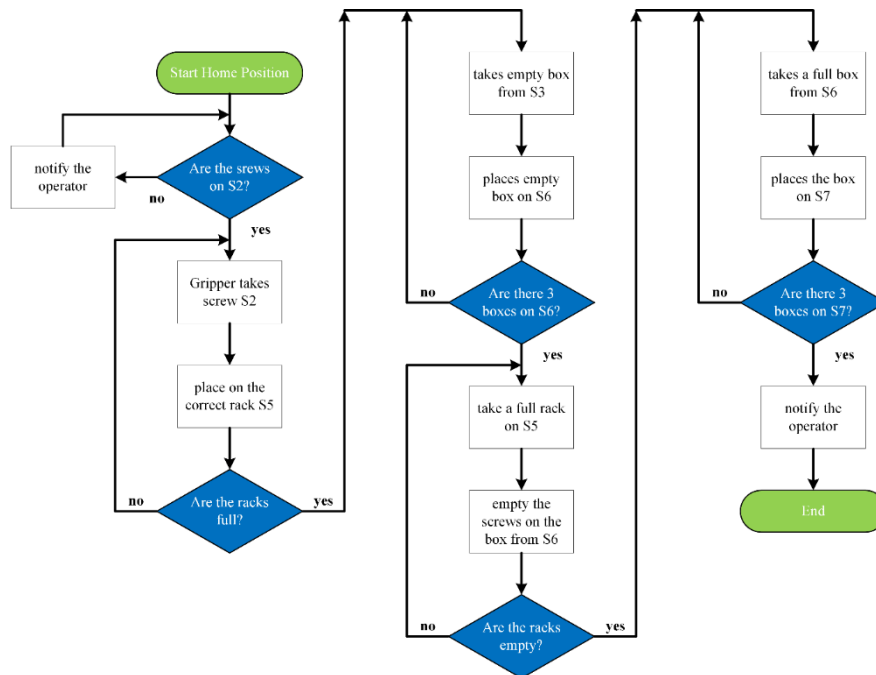 Start Home Position
notify the
operator
Are the srews
on S2?
no
yes
Gripper takes
screw S2
place on the
correct rack S5
Are the racks
full?
no
yes
takes empty box
from S3
places empty
box on S6
Are there 3
boxes on S6?
no
yes
take a full rack
on S5
empty the
screws on the
box from S6
Are the racks
empty?
no
yes
takes a full box
from S6
places the box
on S7
Are there 3
boxes on S7?
no
yes
notify the
operator
End